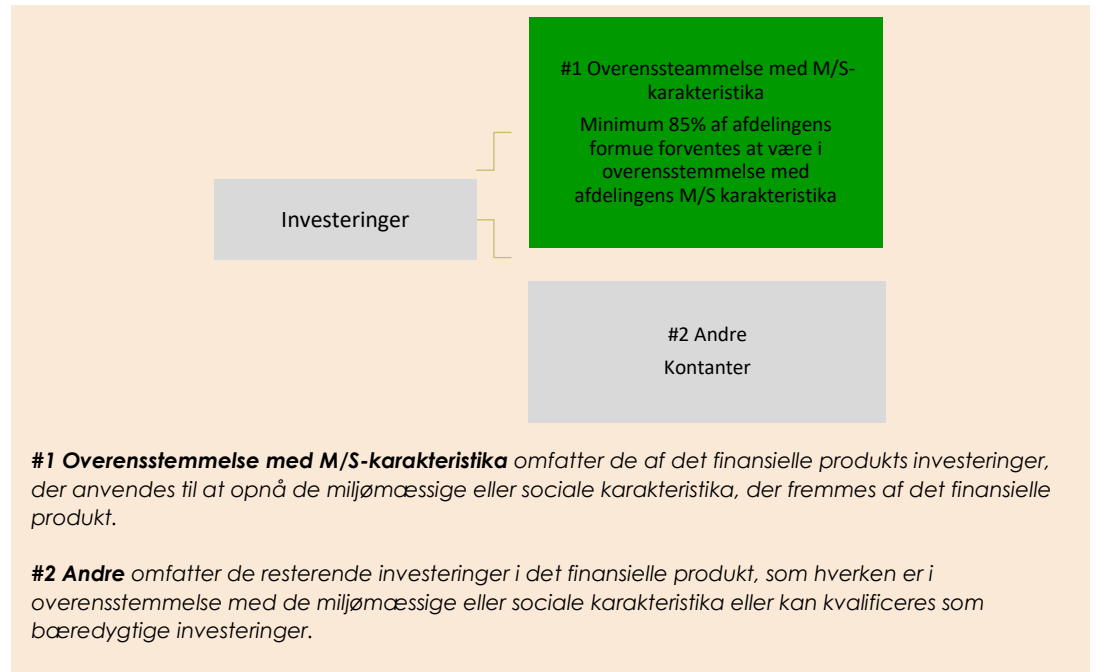 #1 Overenssteammelse med M/S-
karakteristika
Minimum 85% af afdelingens
formue forventes at være i
overensstemmelse med
afdelingens M/S karakteristika
Investeringer
#2 Andre
Kontanter
#1 Overensstemmelse med M/S-karakteristika omfatter de af det finansielle produkts investeringer,
der anvendes til at opnå de miljømæssige eller sociale karakteristika, der fremmes af det finansielle
produkt.
#2 Andre omfatter de resterende investeringer i det finansielle produkt, som hverken er i
overensstemmelse med de miljømæssige eller sociale karakteristika eller kan kvalificeres som
bæredygtige investeringer.